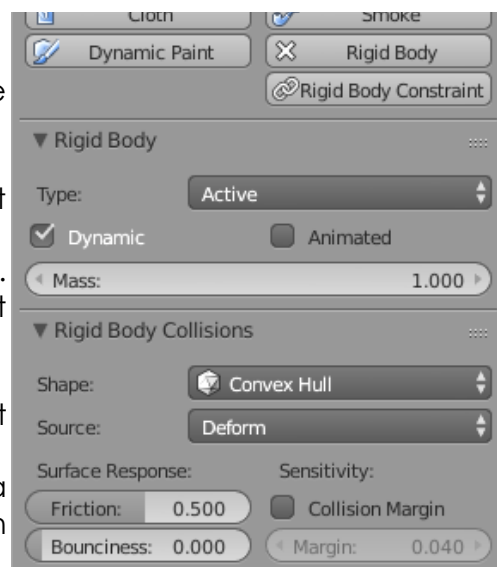 Cloth Smoke
Dynamic Paint Rigid Body
e
Rigid Body Constraint
Rigid Body
t
Type: Active
Dynamic Animated
.
Mass: 1.000
t
Rigid Body Collisions
Shape: Convex Hull
t
Source: Deform
Surface Response: Sensitivity:
a
Friction: 0.500 Collision Margin
n
Bounciness: 0.000 Margin: 0.040